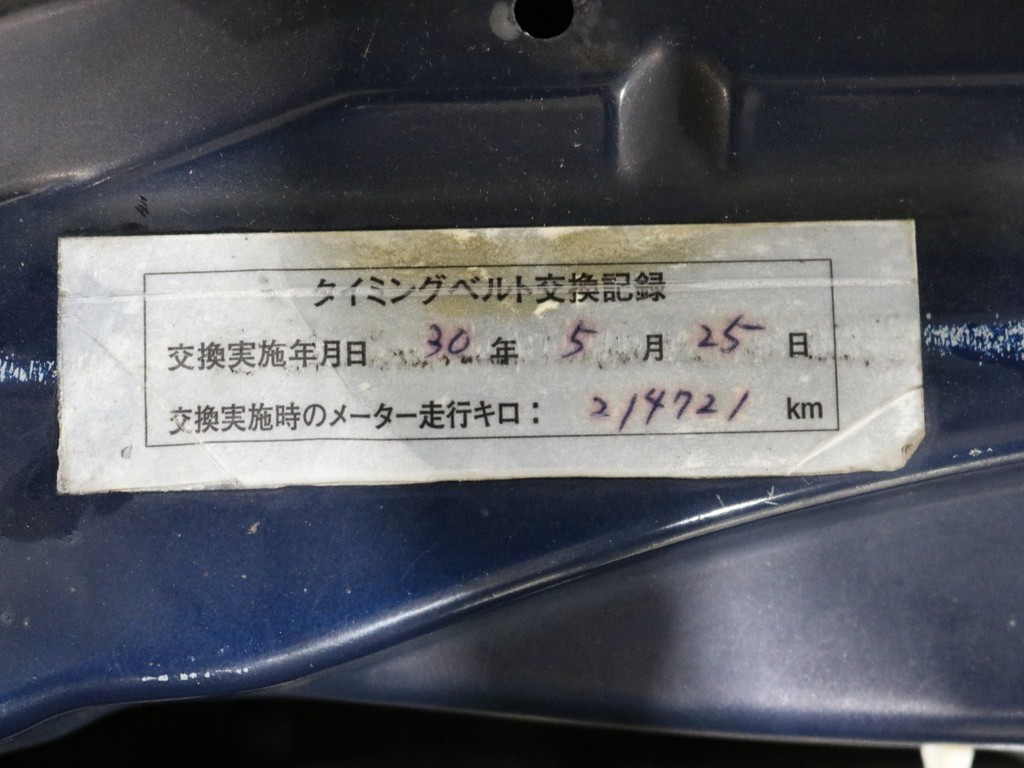 タイミングベルト交換記録
交換実施年月日 30 年 5 月 25 日
交換実施時のメーター走行キロ： 214721 km